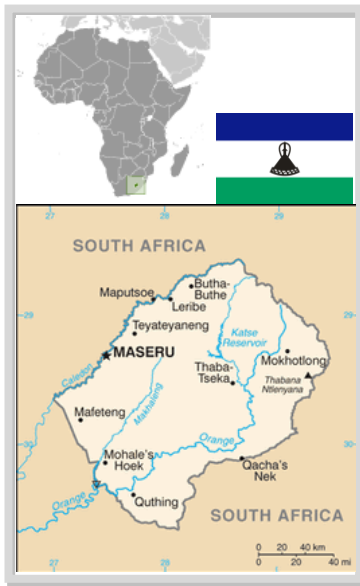 27
28
29
SOUTH AFRICA
Butha-
Buthe
Maputsoe
Leribe
29
29
Teyateyaneng
Katse
Reservoir
MASERU
Mokhotlong
Caledon
Thaba-
Tseka
Thabana
Ntlenyana
Makhaleng
Mafeteng
Orange
30
30
Mohale's
Hoek
Qacha's
Nek
Orange
Quthing
SOUTH AFRICA
0 20 40 km
0 20 40 mi
27
28